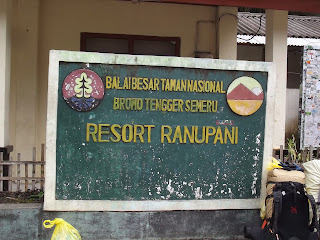 BALAI BESAR TAMAN NASIONAL
BROMO TENGGER SEMERU
RESORT RANUPANI